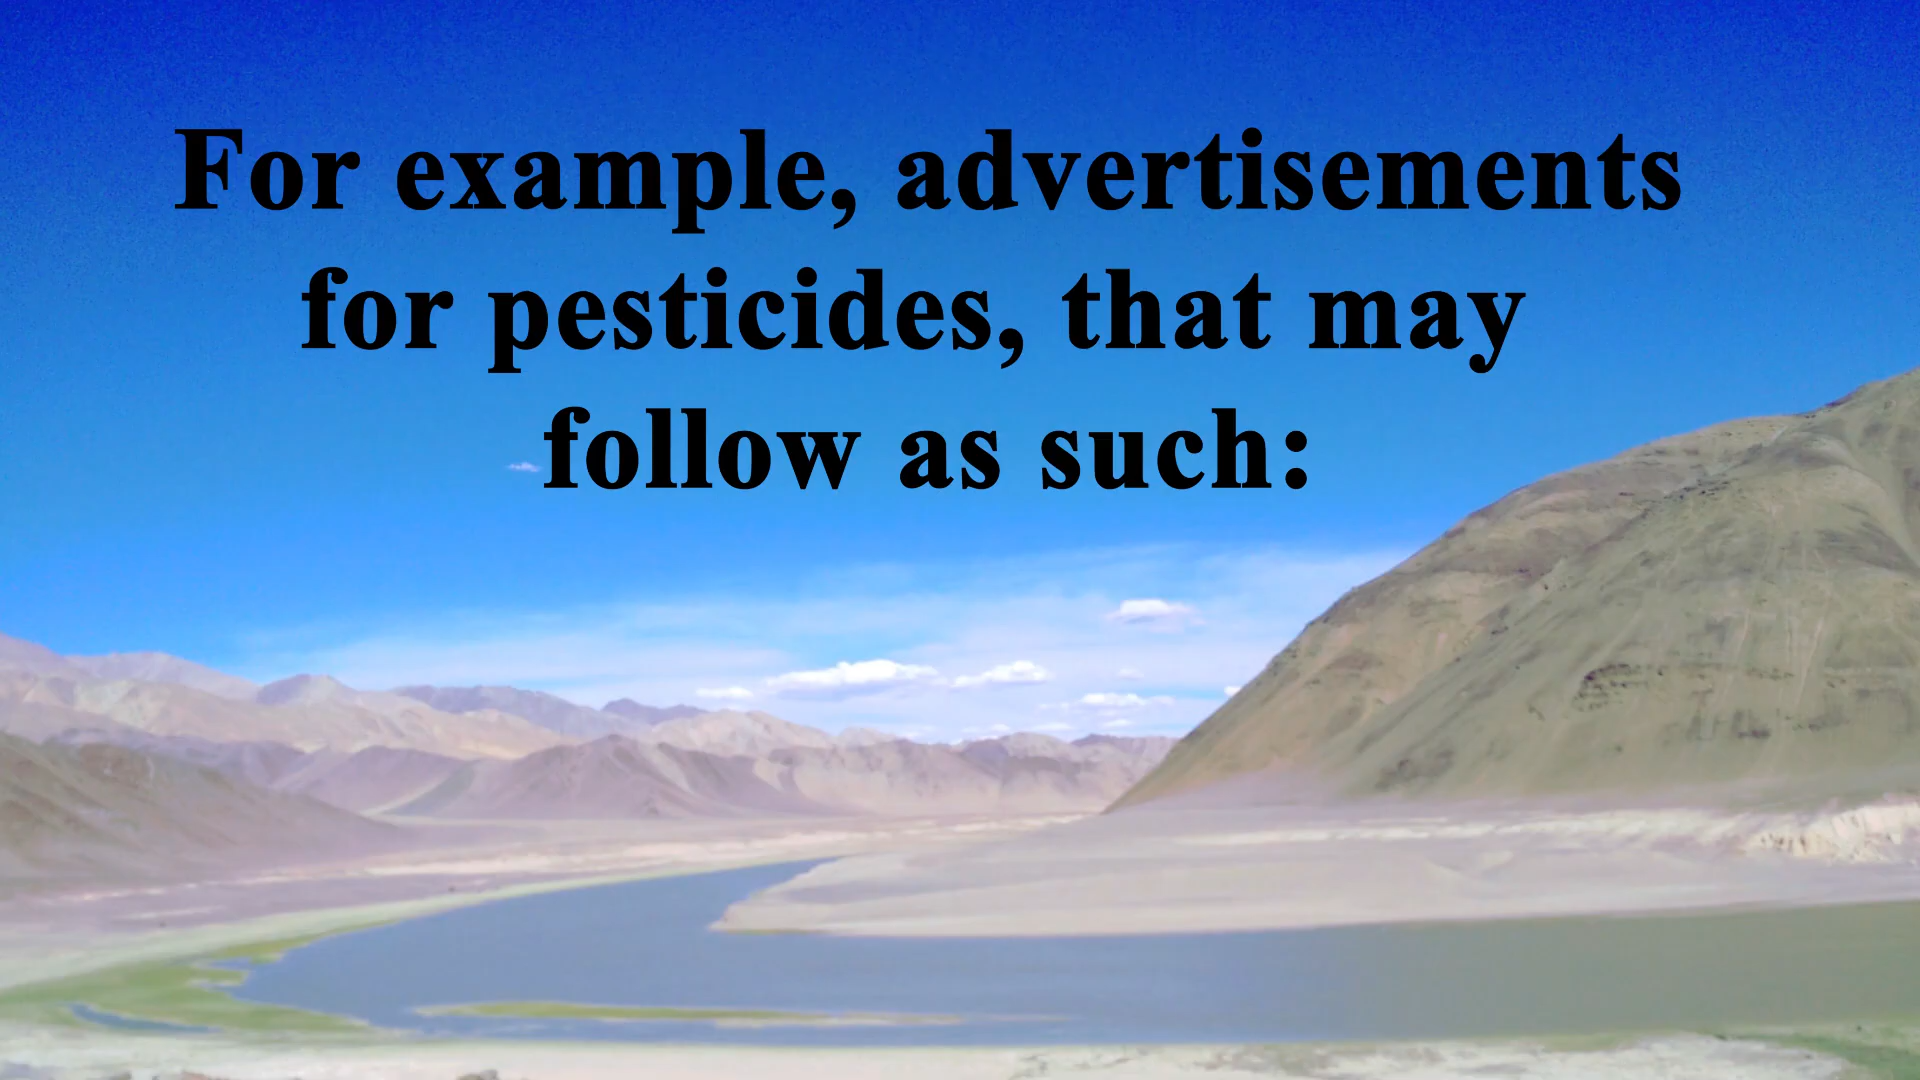 For example, advertisements
for pesticides, that may
follow as such: